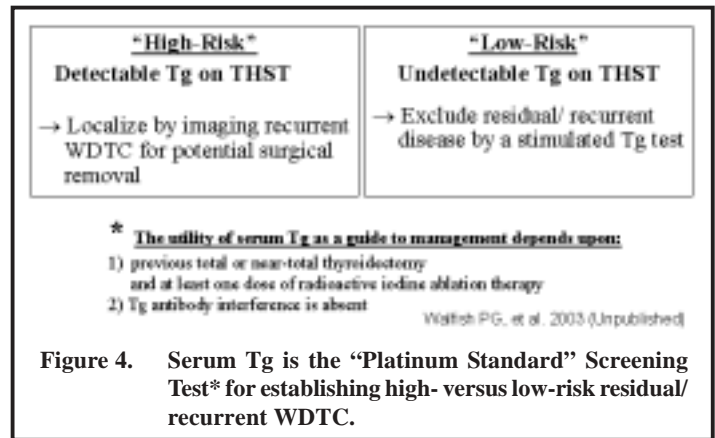 “High-Risk”
Detectable Tg on THST
→ Localize by imaging recurrent
WDTC for potential surgical
removal
“Low-Risk”
Undetectable Tg on THST
→ Exclude residual/ recurrent
disease by a stimulated Tg test
* The utility of serum Tg as a guide to management depends upon:
1) previous total or near-total thyroidectomy
and at least one dose of radioactive iodine ablation therapy
2) Tg antibody interference is absent
Walfish PG, et al. 2003 (Unpublished)
Figure 4. Serum Tg is the “Platinum Standard” Screening
Test* for establishing high- versus low-risk residual/
recurrent WDTC.